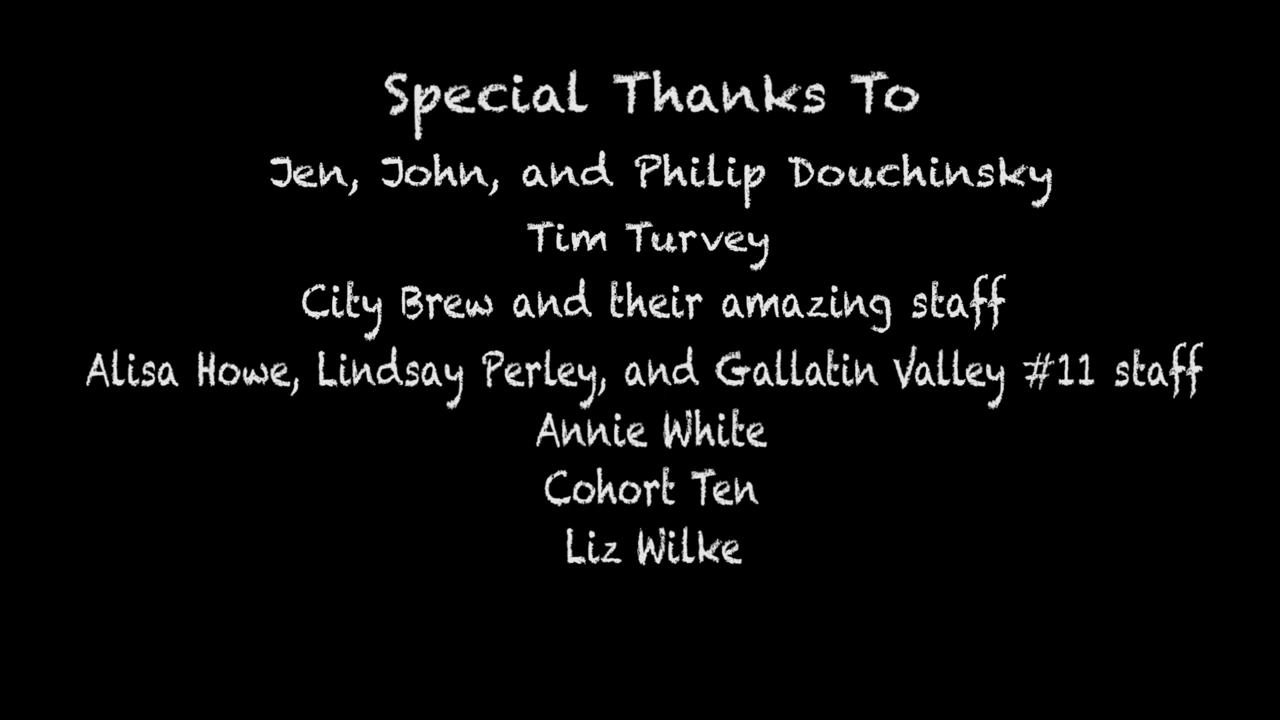 Special Thanks To
Jen, John, and Philip Douchinsky
Tim Turvey
City Brew and their amazing staff
Alisa Howe, Lindsay Perley, and Gallatin Valley #11 staff
Annie White
Cohort Ten
Liz Wilke